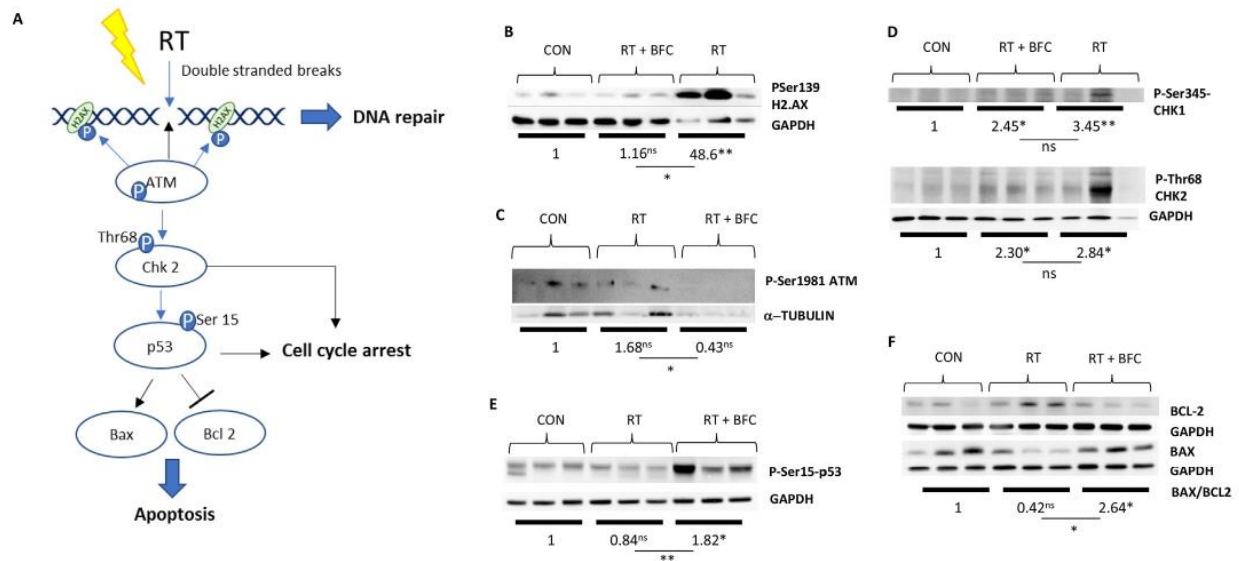 A
RT
Double stranded breaks
H2AX
H2AX
P
P
DNA repair
P
ATM
Thr68
P
Chk 2
P
Ser 15
p53
Cell cycle arrest
Bax
Bcl 2
Apoptosis
B
CON
RT + BFC
RT
PSer139
H2.AX
GAPDH
1
1.16ns
48.6**
*
C
CON
RT
RT + BFC
P-Ser1981 ATM
α–TUBULIN
1
1.68ns
0.43ns
*
E
CON
RT
RT + BFC
P-Ser15-p53
GAPDH
1
0.84ns
1.82*
**
D
CON
RT + BFC
RT
P-Ser345-
CHK1
1
2.45*
3.45**
ns
P-Thr68
CHK2
GAPDH
1
2.30*
2.84*
ns
F
CON
RT
RT + BFC
BCL-2
GAPDH
BAX
GAPDH
BAX/BCL2
1
0.42ns
2.64*
*